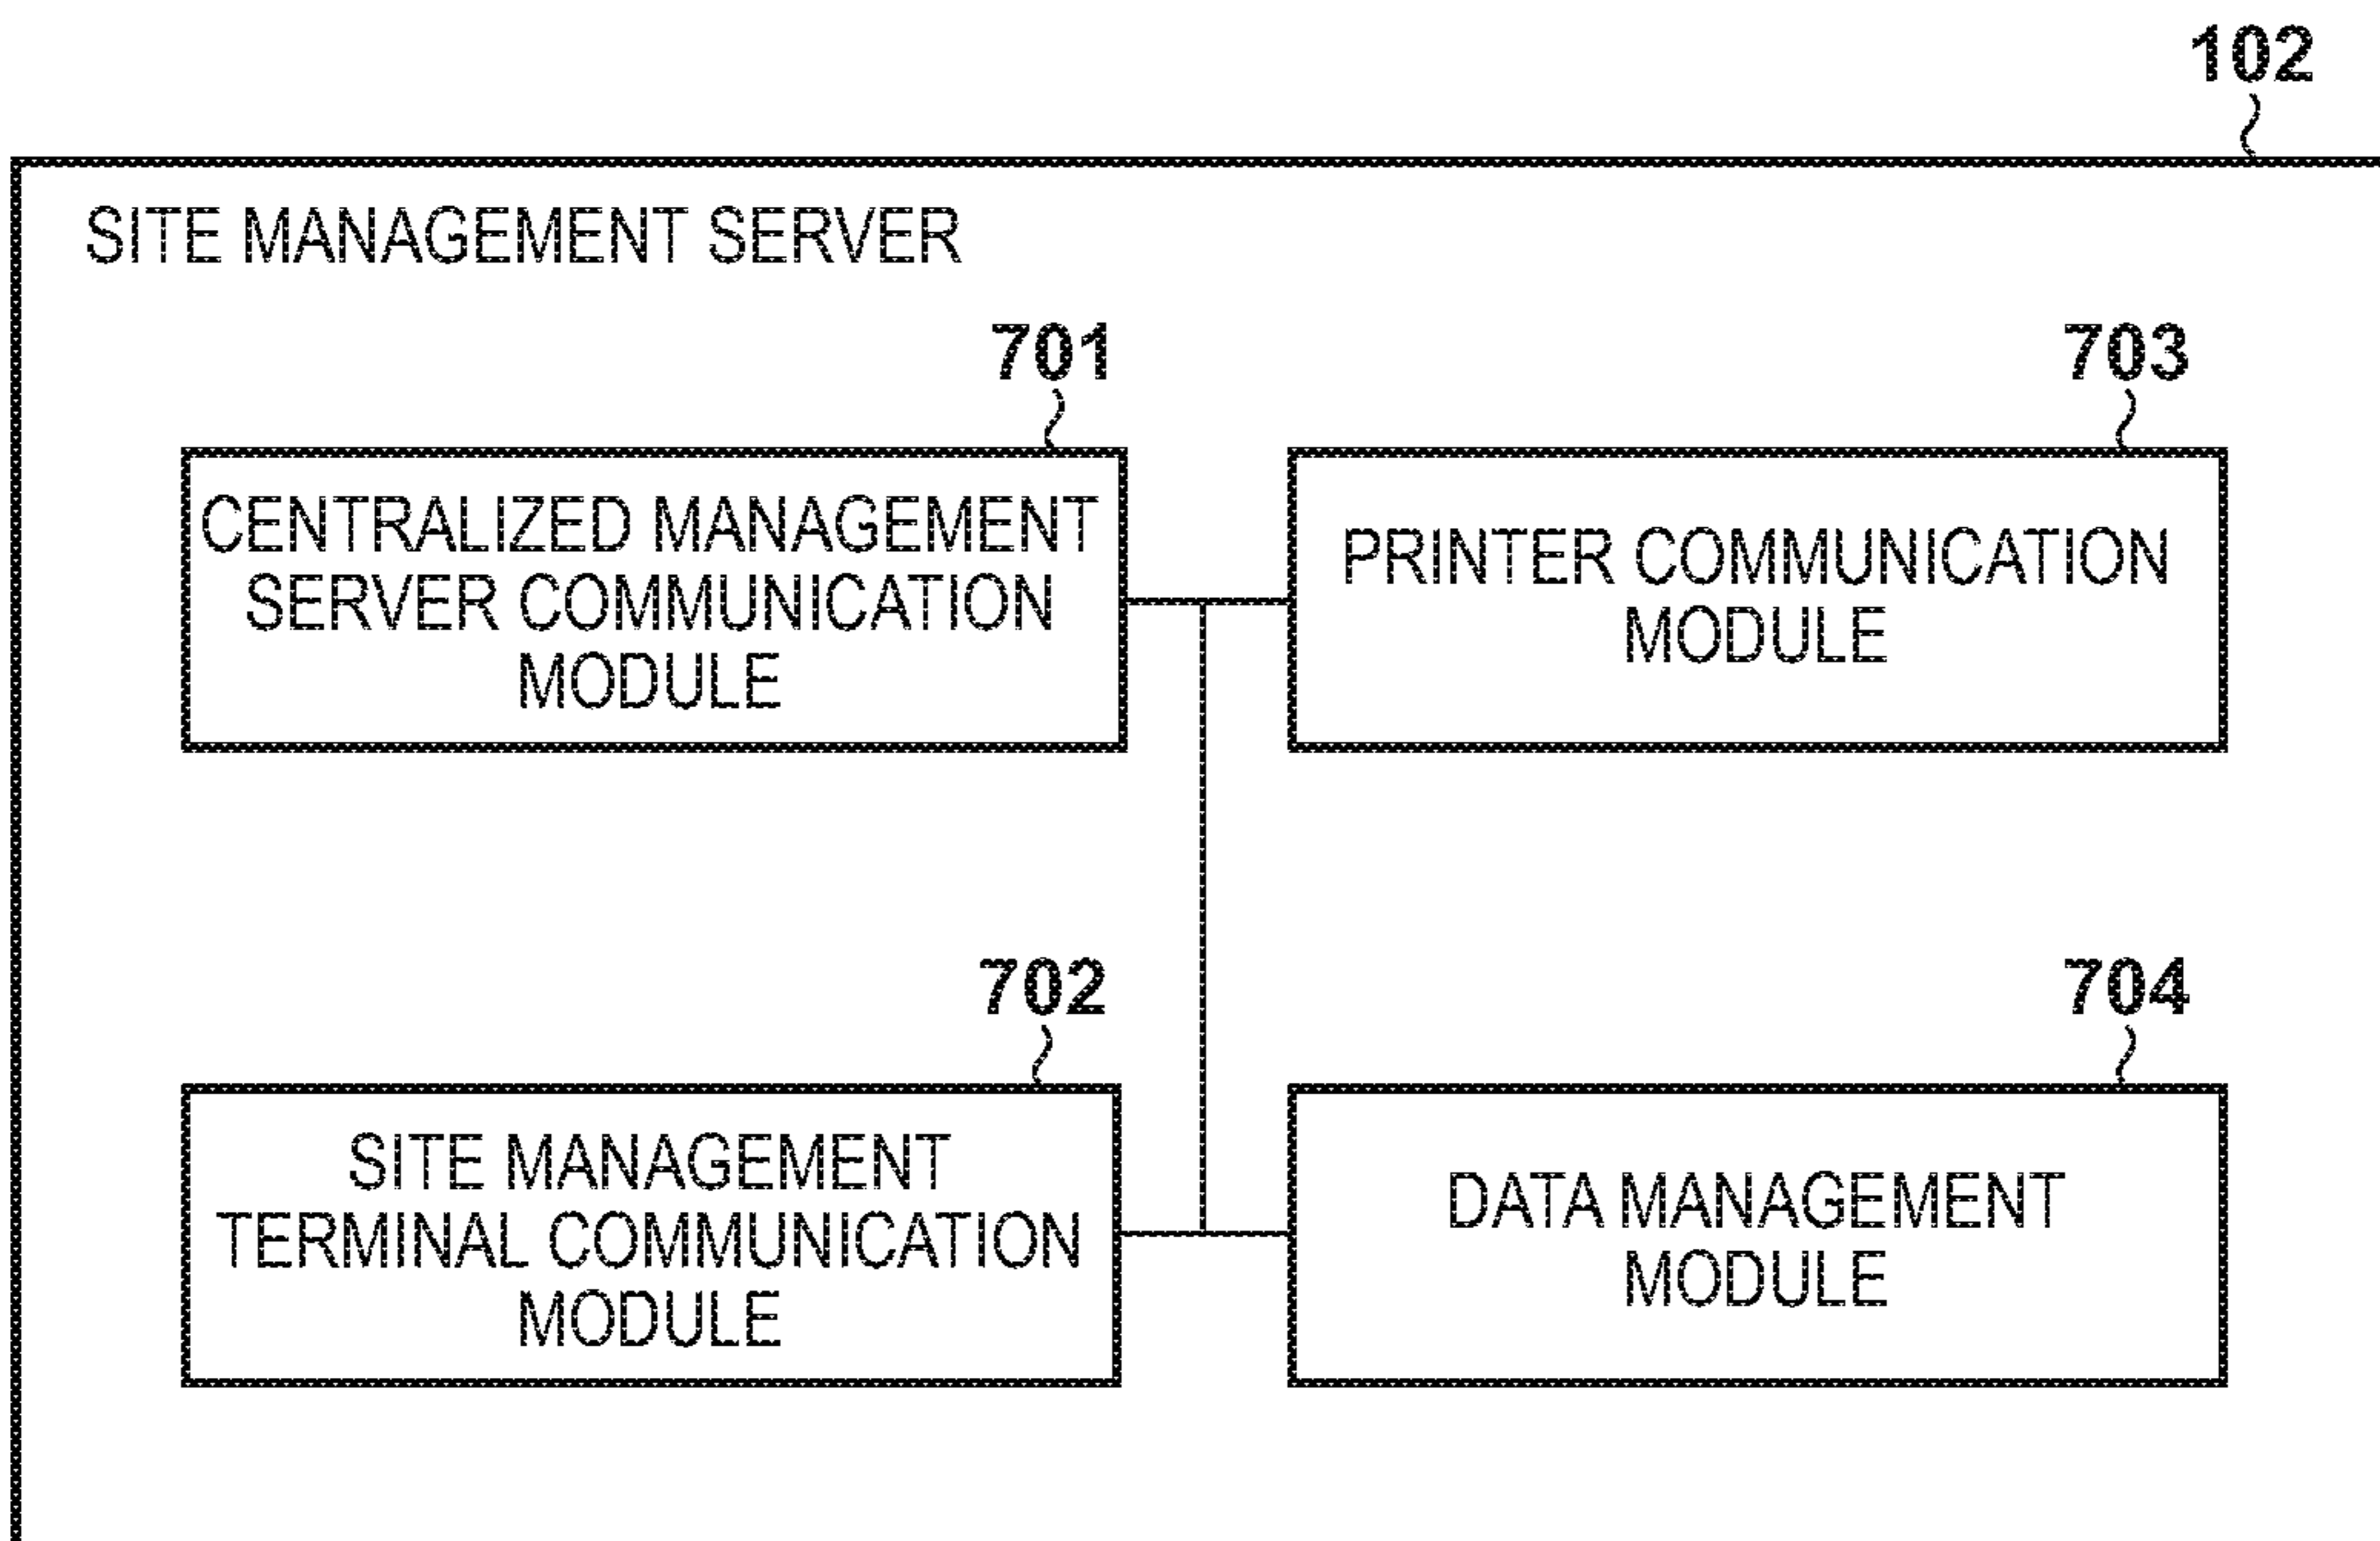 102
SITE MANAGEMENT SERVER
701
703
CENTRALIZED MANAGEMENT
SERVER COMMUNICATION
MODULE
PRINTER COMMUNICATION
MODULE
702
704
SITE MANAGEMENT
TERMINAL COMMUNICATION
MODULE
DATA MANAGEMENT
MODULE